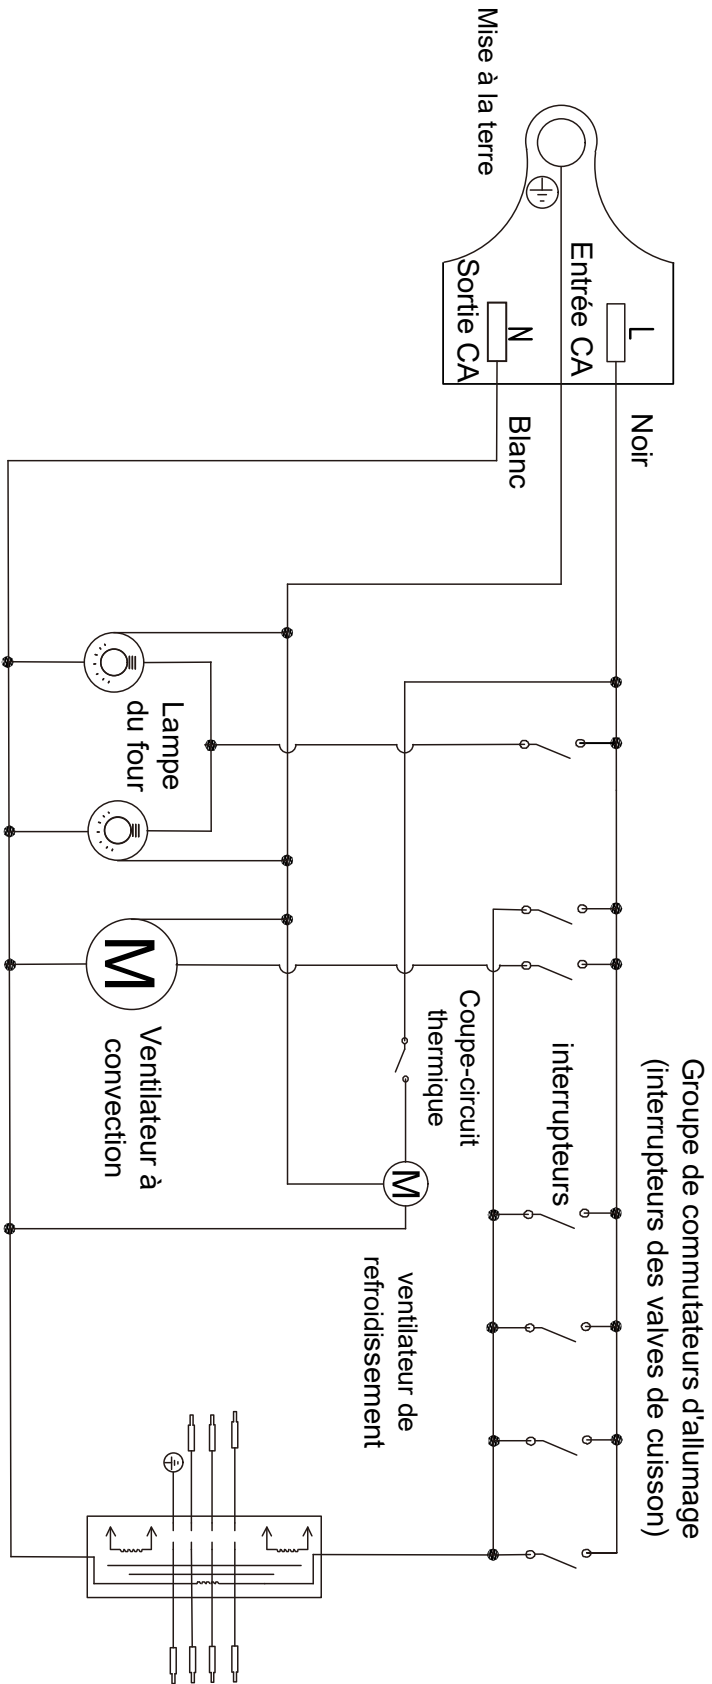 Mise à la terre
Entrée CA
Sortie CA
L
N
Noir
Blanc
Lampe
du four
Ventilateur à
convection
M
Coupe-circuit
thermique
M
ventilateur de
refroidissement
interrupteurs
Groupe de commutateurs d'allumage
(interrupteurs des valves de cuisson)